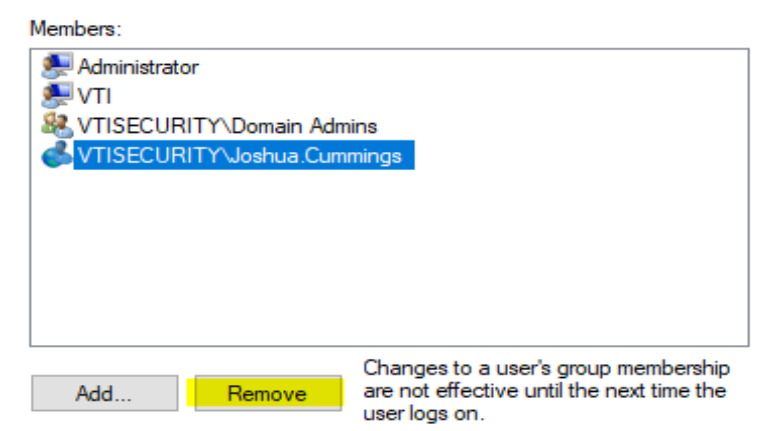 Members:
Administrator
VTI
VTISECURITY\Domain Admins
VTISECURITY\Joshua.Cummings
Add...
Remove
Changes to a user's group membership
are not effective until the next time the
user logs on.